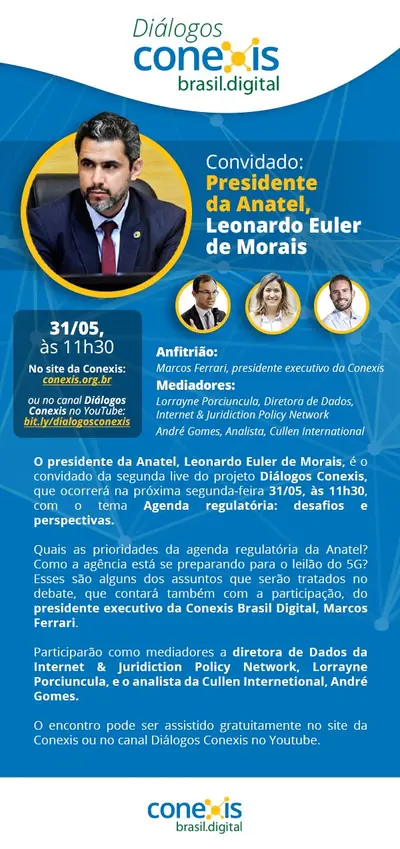 Diálogos
conexis
brasil.digital
Convidado:
Presidente
da Anatel,
Leonardo Euler
de Morais
31/05,
às 11h30
No site da Conexis:
conexis.org.br
ou no canal Diálogos
Conexis no YouTube:
bit.ly/dialogosconexis
Anfitrião:
Marcos Ferrari, presidente executivo da Conexis
Mediadores:
Lorrayne Porciuncula, Diretora de Dados,
Internet & Juridiction Policy Network
André Gomes, Analista, Cullen International
O presidente da Anatel, Leonardo Euler de Morais, é o
convidado da segunda live do projeto Diálogos Conexis,
que ocorrerá na próxima segunda-feira 31/05, às 11h30,
com o tema Agenda regulatória: desafios e
perspectivas.
Quais as prioridades da agenda regulatória da Anatel?
Como a agência está se preparando para o leilão do 5G?
Esses são alguns dos assuntos que serão tratados no
debate, que contará também com a participação, do
presidente executivo da Conexis Brasil Digital, Marcos
Ferrari.
Participarão como mediadores a diretora de Dados da
Internet & Juridiction Policy Network, Lorrayne
Porciuncula, e o analista da Cullen Internetional, André
Gomes.
O encontro pode ser assistido gratuitamente no site da
Conexis ou no canal Diálogos Conexis no Youtube.
conexis
brasil.digital